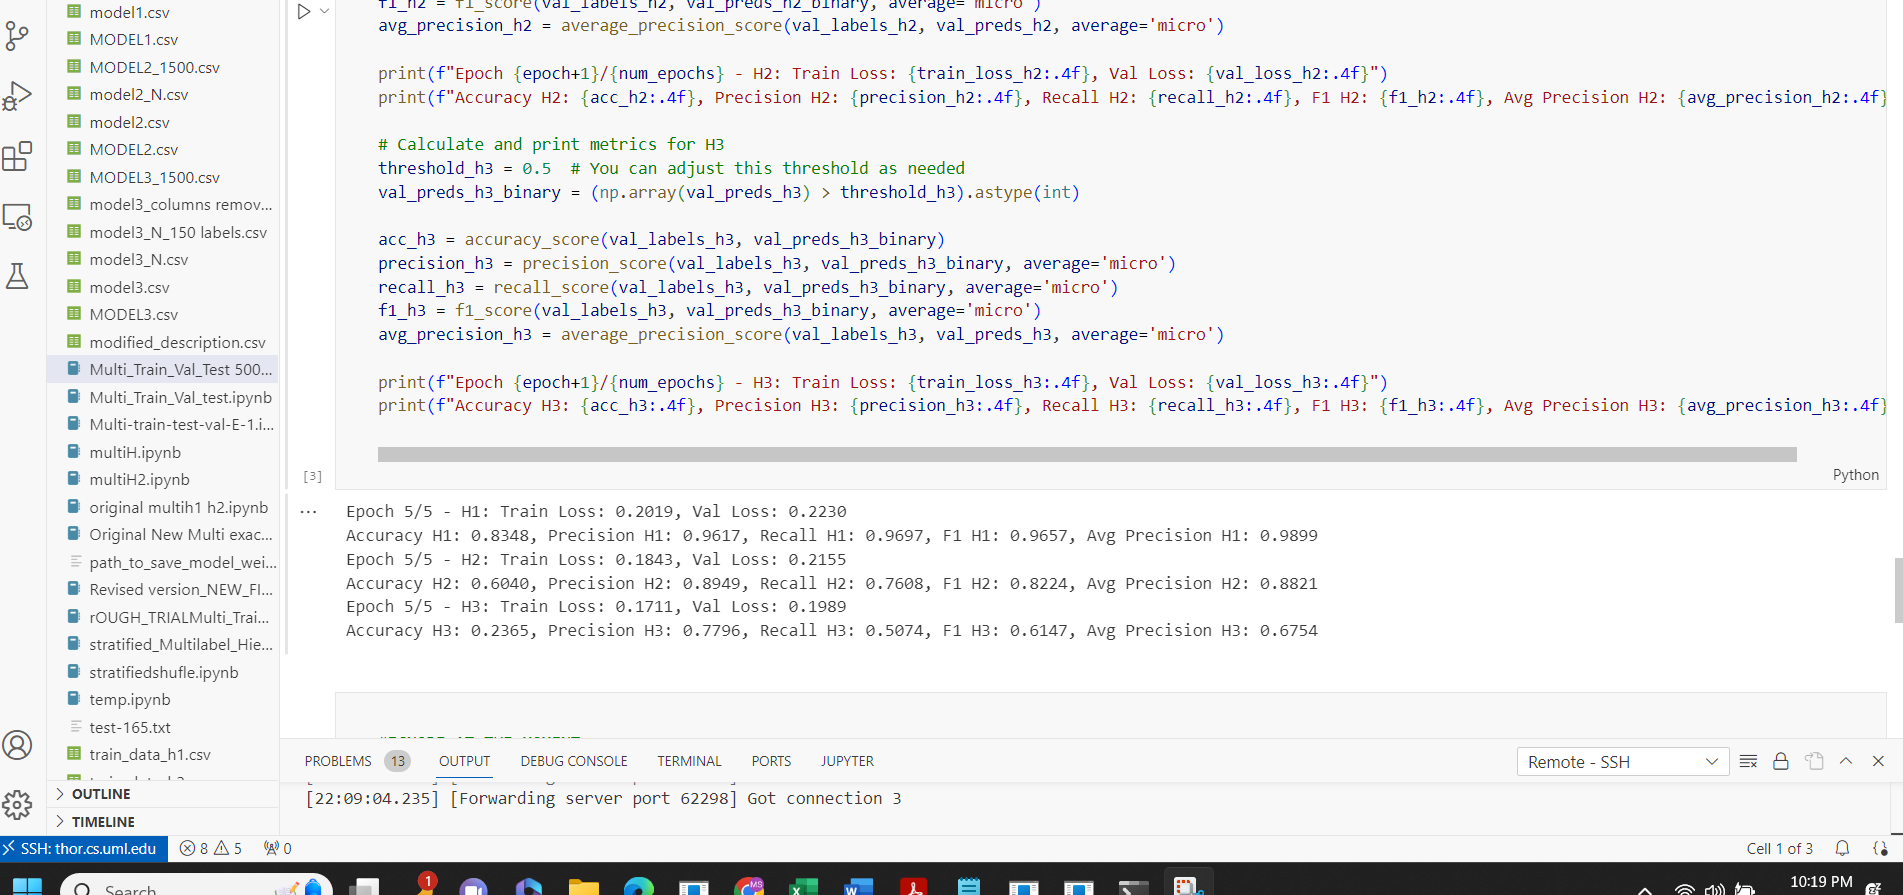 model1.csv
MODEL1.csv
MODEL2_1500.csv
model2_N.csv
model2.csv
MODEL2.csv
MODEL3_1500.csv
model3_columns remov...
model3_N_150 labels.csv
model3_N.csv
model3.csv
MODEL3.csv
modified_description.csv
Multi_Train_Val_Test 500...
Multi_Train_Val_test.ipynb
Multi-train-test-val-E-1.i...
multiH.ipynb
multiH2.ipynb
original multih1 h2.ipynb
Original New Multi exac...
path_to_save_model_wei...
Revised version_NEW_FI...
rOUGH_TRIALMulti_Trai...
stratified_Multilabel_Hie...
stratifiedshufle.ipynb
temp.ipynb
test-165.txt
train_data_h1.csv
OUTLINE
TIMELINE
f1_h2 = f1_score(val_labels_h2, val_preds_h2_binary, average='micro')
avg_precision_h2 = average_precision_score(val_labels_h2, val_preds_h2, average='micro')
print(f"Epoch {epoch+1}/{num_epochs} - H2: Train Loss: {train_loss_h2:.4f}, Val Loss: {val_loss_h2:.4f}")
print(f"Accuracy H2: {acc_h2:.4f}, Precision H2: {precision_h2:.4f}, Recall H2: {recall_h2:.4f}, F1 H2: {f1_h2:.4f}, Avg Precision H2: {avg_precision_h2:.4f}
# Calculate and print metrics for H3
threshold_h3 = 0.5  # You can adjust this threshold as needed
val_preds_h3_binary = (np.array(val_preds_h3) > threshold_h3).astype(int)
acc_h3 = accuracy_score(val_labels_h3, val_preds_h3_binary)
precision_h3 = precision_score(val_labels_h3, val_preds_h3_binary, average='micro')
recall_h3 = recall_score(val_labels_h3, val_preds_h3_binary, average='micro')
f1_h3 = f1_score(val_labels_h3, val_preds_h3_binary, average='micro')
avg_precision_h3 = average_precision_score(val_labels_h3, val_preds_h3, average='micro')
print(f"Epoch {epoch+1}/{num_epochs} - H3: Train Loss: {train_loss_h3:.4f}, Val Loss: {val_loss_h3:.4f}")
print(f"Accuracy H3: {acc_h3:.4f}, Precision H3: {precision_h3:.4f}, Recall H3: {recall_h3:.4f}, F1 H3: {f1_h3:.4f}, Avg Precision H3: {avg_precision_h3:.4f}
[3]
Python
...
Epoch 5/5 - H1: Train Loss: 0.2019, Val Loss: 0.2230
Accuracy H1: 0.8348, Precision H1: 0.9617, Recall H1: 0.9697, F1 H1: 0.9657, Avg Precision H1: 0.9899
Epoch 5/5 - H2: Train Loss: 0.1843, Val Loss: 0.2155
Accuracy H2: 0.6040, Precision H2: 0.8949, Recall H2: 0.7608, F1 H2: 0.8224, Avg Precision H2: 0.8821
Epoch 5/5 - H3: Train Loss: 0.1711, Val Loss: 0.1989
Accuracy H3: 0.2365, Precision H3: 0.7796, Recall H3: 0.5074, F1 H3: 0.6147, Avg Precision H3: 0.6754
PROBLEMS 13 OUTPUT DEBUG CONSOLE TERMINAL PORTS JUPYTER Remote - SSH
[22:09:04.235] [Forwarding server port 62298] Got connection 3
SSH: thor.cs.uml.edu 8 5 0 Cell 1 of 3
Search 1 MS 10:19 PM